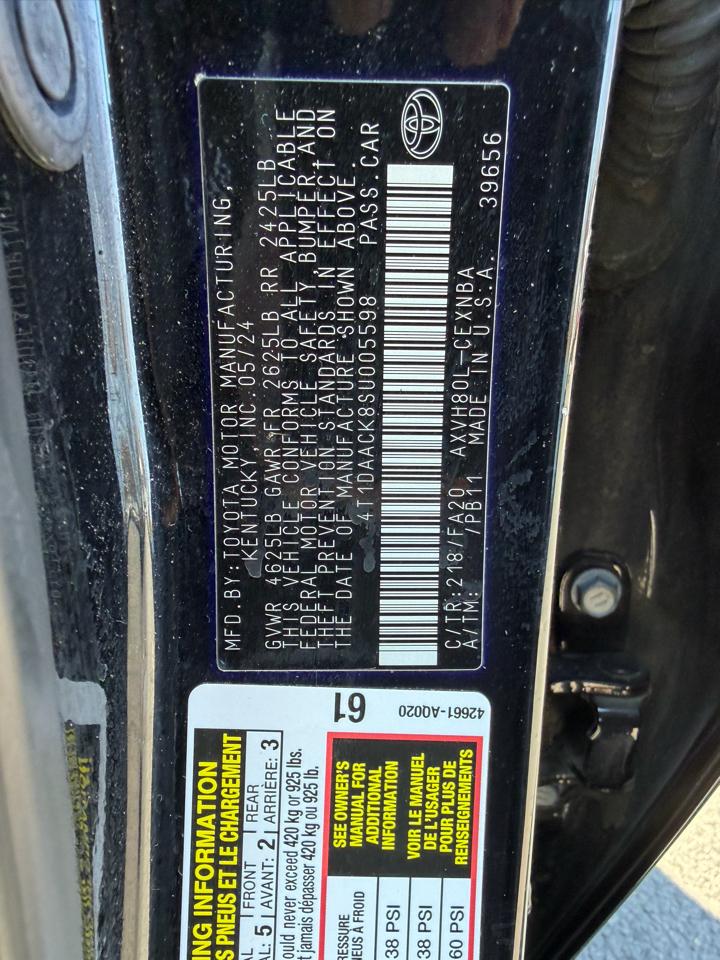 MFD.BY:TOYOTA MOTOR MANUFACTURING,
KENTUCKY, INC.05/24
GVWR 4625LB GAWR FR 2625LB RR 2425LB
THIS VEHICLE CONFORMS TO ALL APPLICABLE
FEDERAL MOTOR VEHICLE SAFETY, BUMPER, AND
THEFT PREVENTION STANDARDS IN EFFECT ON
THE DATE OF MANUFACTURE SHOWN ABOVE.
4T1DAACK8SU005598 PASS.CAR
C/TR:218/FA20 AXVH80L-CEXNBA
A/TM: /PB11 MADE IN U.S.A. 39656
61
42661-AQ020
ING INFORMATION
S PNEUS ET LE CHARGEMENT
FRONT REAR
AL: 5 AVANT: 2 ARRIÈRE: 3
ould never exceed 420 kg or 925 lbs.
t jamais dépasser 420 kg ou 925 lb.
RESSURE
NEUS À FROID
38 PSI
38 PSI
60 PSI
SEE OWNER'S
MANUAL FOR
ADDITIONAL
INFORMATION
VOIR LE MANUEL
DE L'USAGER
POUR PLUS DE
RENSEIGNEMENTS